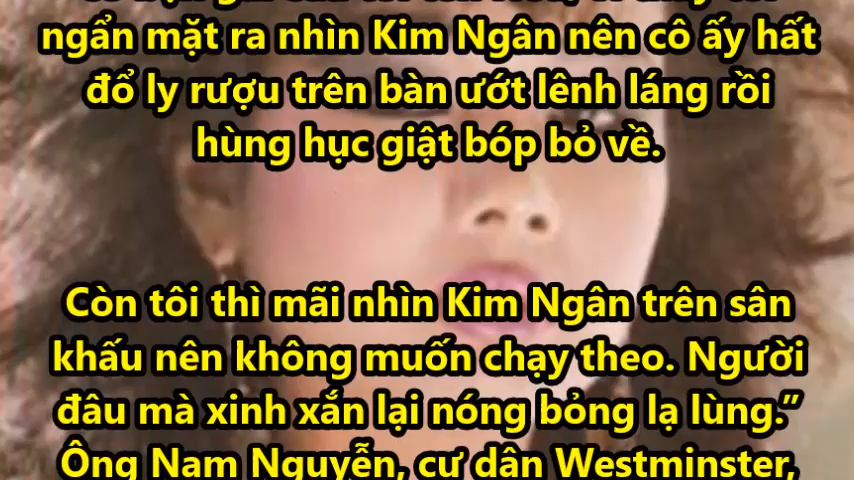 ngẩn mặt ra nhìn Kim Ngân nên cô ấy hất
đổ ly rượu trên bàn ướt lênh láng rồi
hùng hục giật bóp bỏ về.
Còn tôi thì mãi nhìn Kim Ngân trên sân
khấu nên không muốn chạy theo. Người
đâu mà xinh xắn lại nóng bỏng lạ lùng.”
Ông Nam Nguyễn, cư dân Westminster,